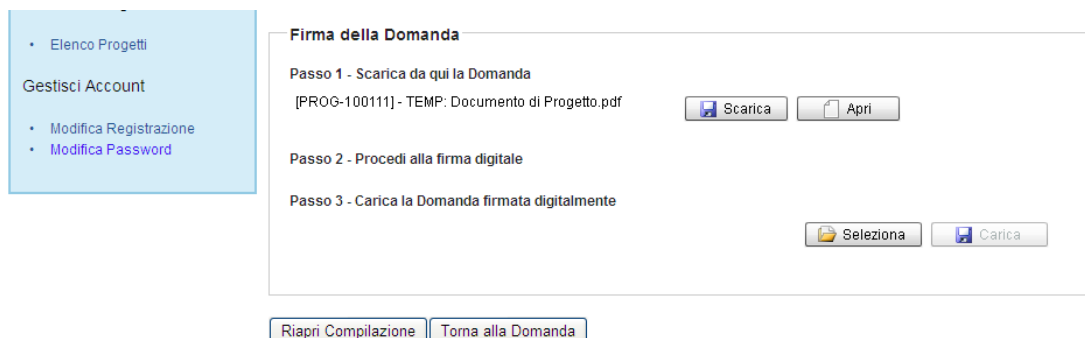 Elenco Progetti
Gestisci Account
Modifica Registrazione
Modifica Password
Firma della Domanda
Passo 1 - Scarica da qui la Domanda
[PROG-100111] - TEMP: Documento di Progetto.pdf
Scarica
Apri
Passo 2 - Procedi alla firma digitale
Passo 3 - Carica la Domanda firmata digitalmente
Seleziona
Carica
Riapri Compilazione
Torna alla Domanda